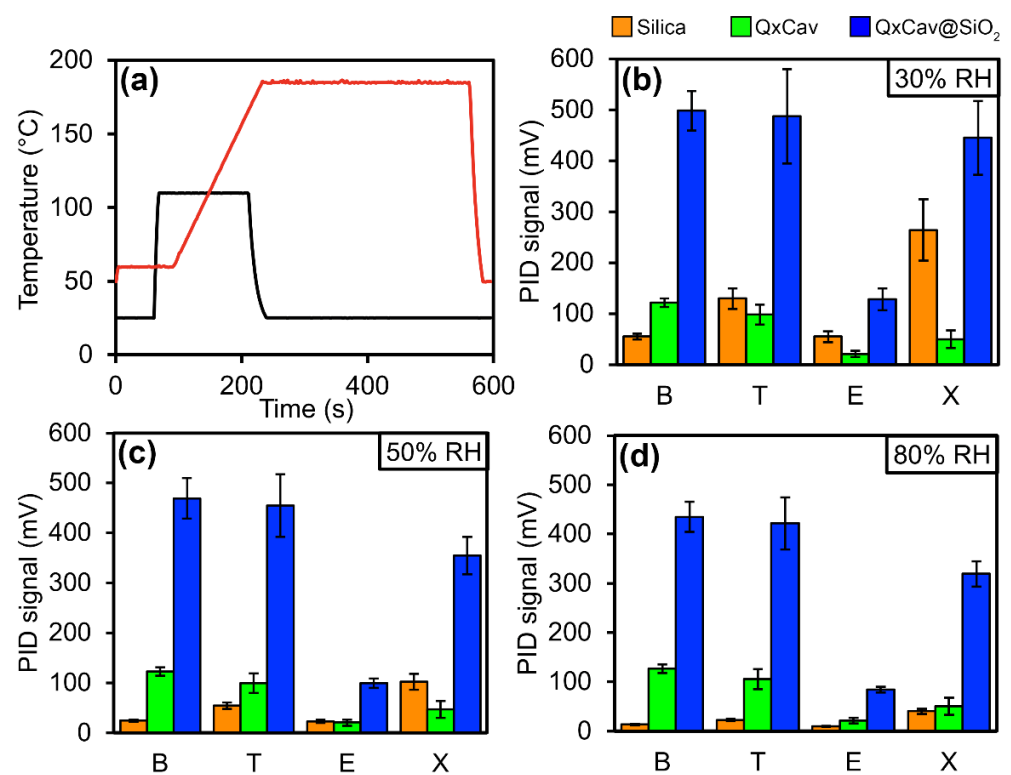 Silica QxCav QxCav@SiO₂
(a)
Temperature (°C)
200
150
100
50
0
0 200 400 600
Time (s)
(b)
30% RH
PID signal (mV)
600
500
400
300
200
100
0
B T E X
(c)
50% RH
PID signal (mV)
600
500
400
300
200
100
0
B T E X
(d)
80% RH
PID signal (mV)
600
500
400
300
200
100
0
B T E X